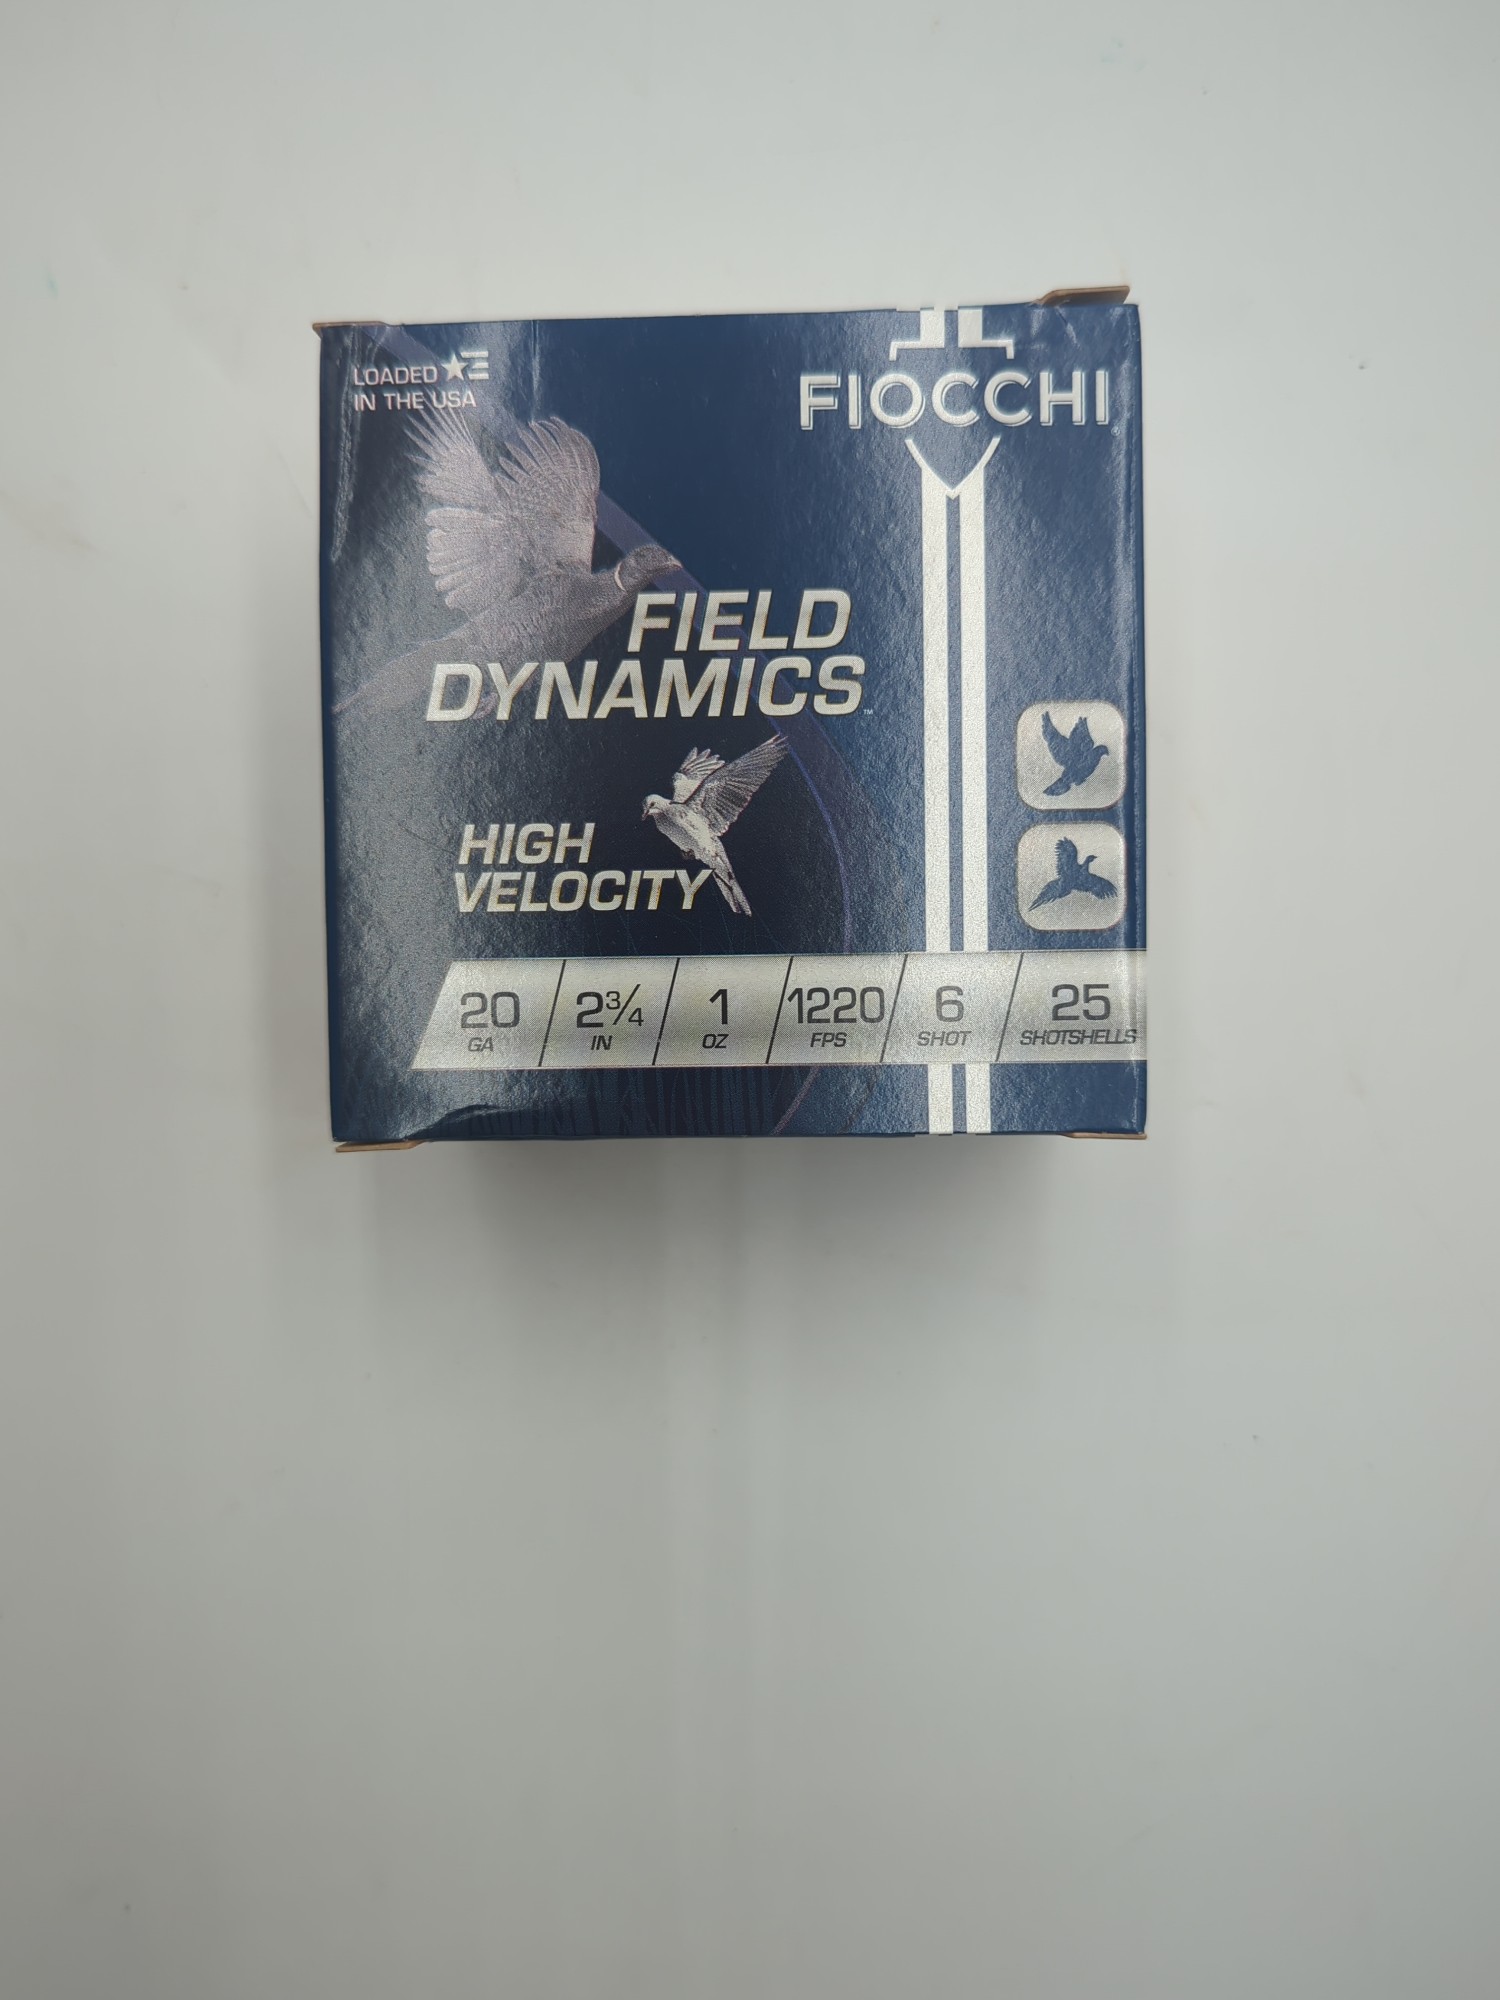 LOADED
IN THE USA
FIOCCHI®
FIELD
DYNAMICS™
HIGH
VELOCITY
20 2¾ 1 1220 6 25
GA IN OZ FPS SHOT SHOTSHELLS